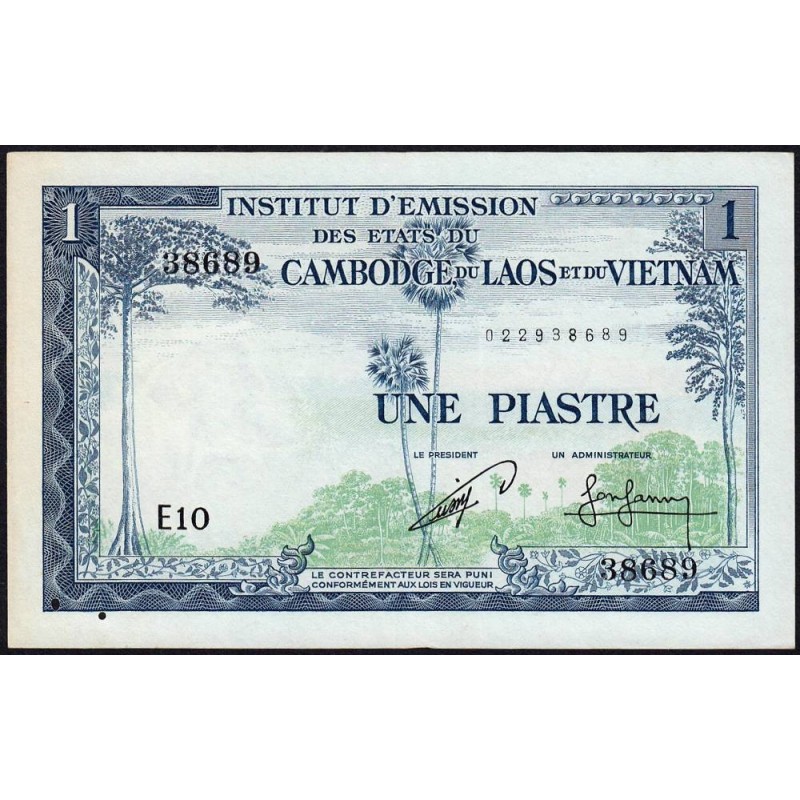 1
1
INSTITUT D'EMISSION
DES ETATS DU
CAMBODGE, DU LAOS ET DU VIETNAM
38689
022938689
UNE PIASTRE
LE PRESIDENT
UN ADMINISTRATEUR
E10
38689
LE CONTREFACTEUR SERA PUNI
CONFORMÉMENT AUX LOIS EN VIGUEUR